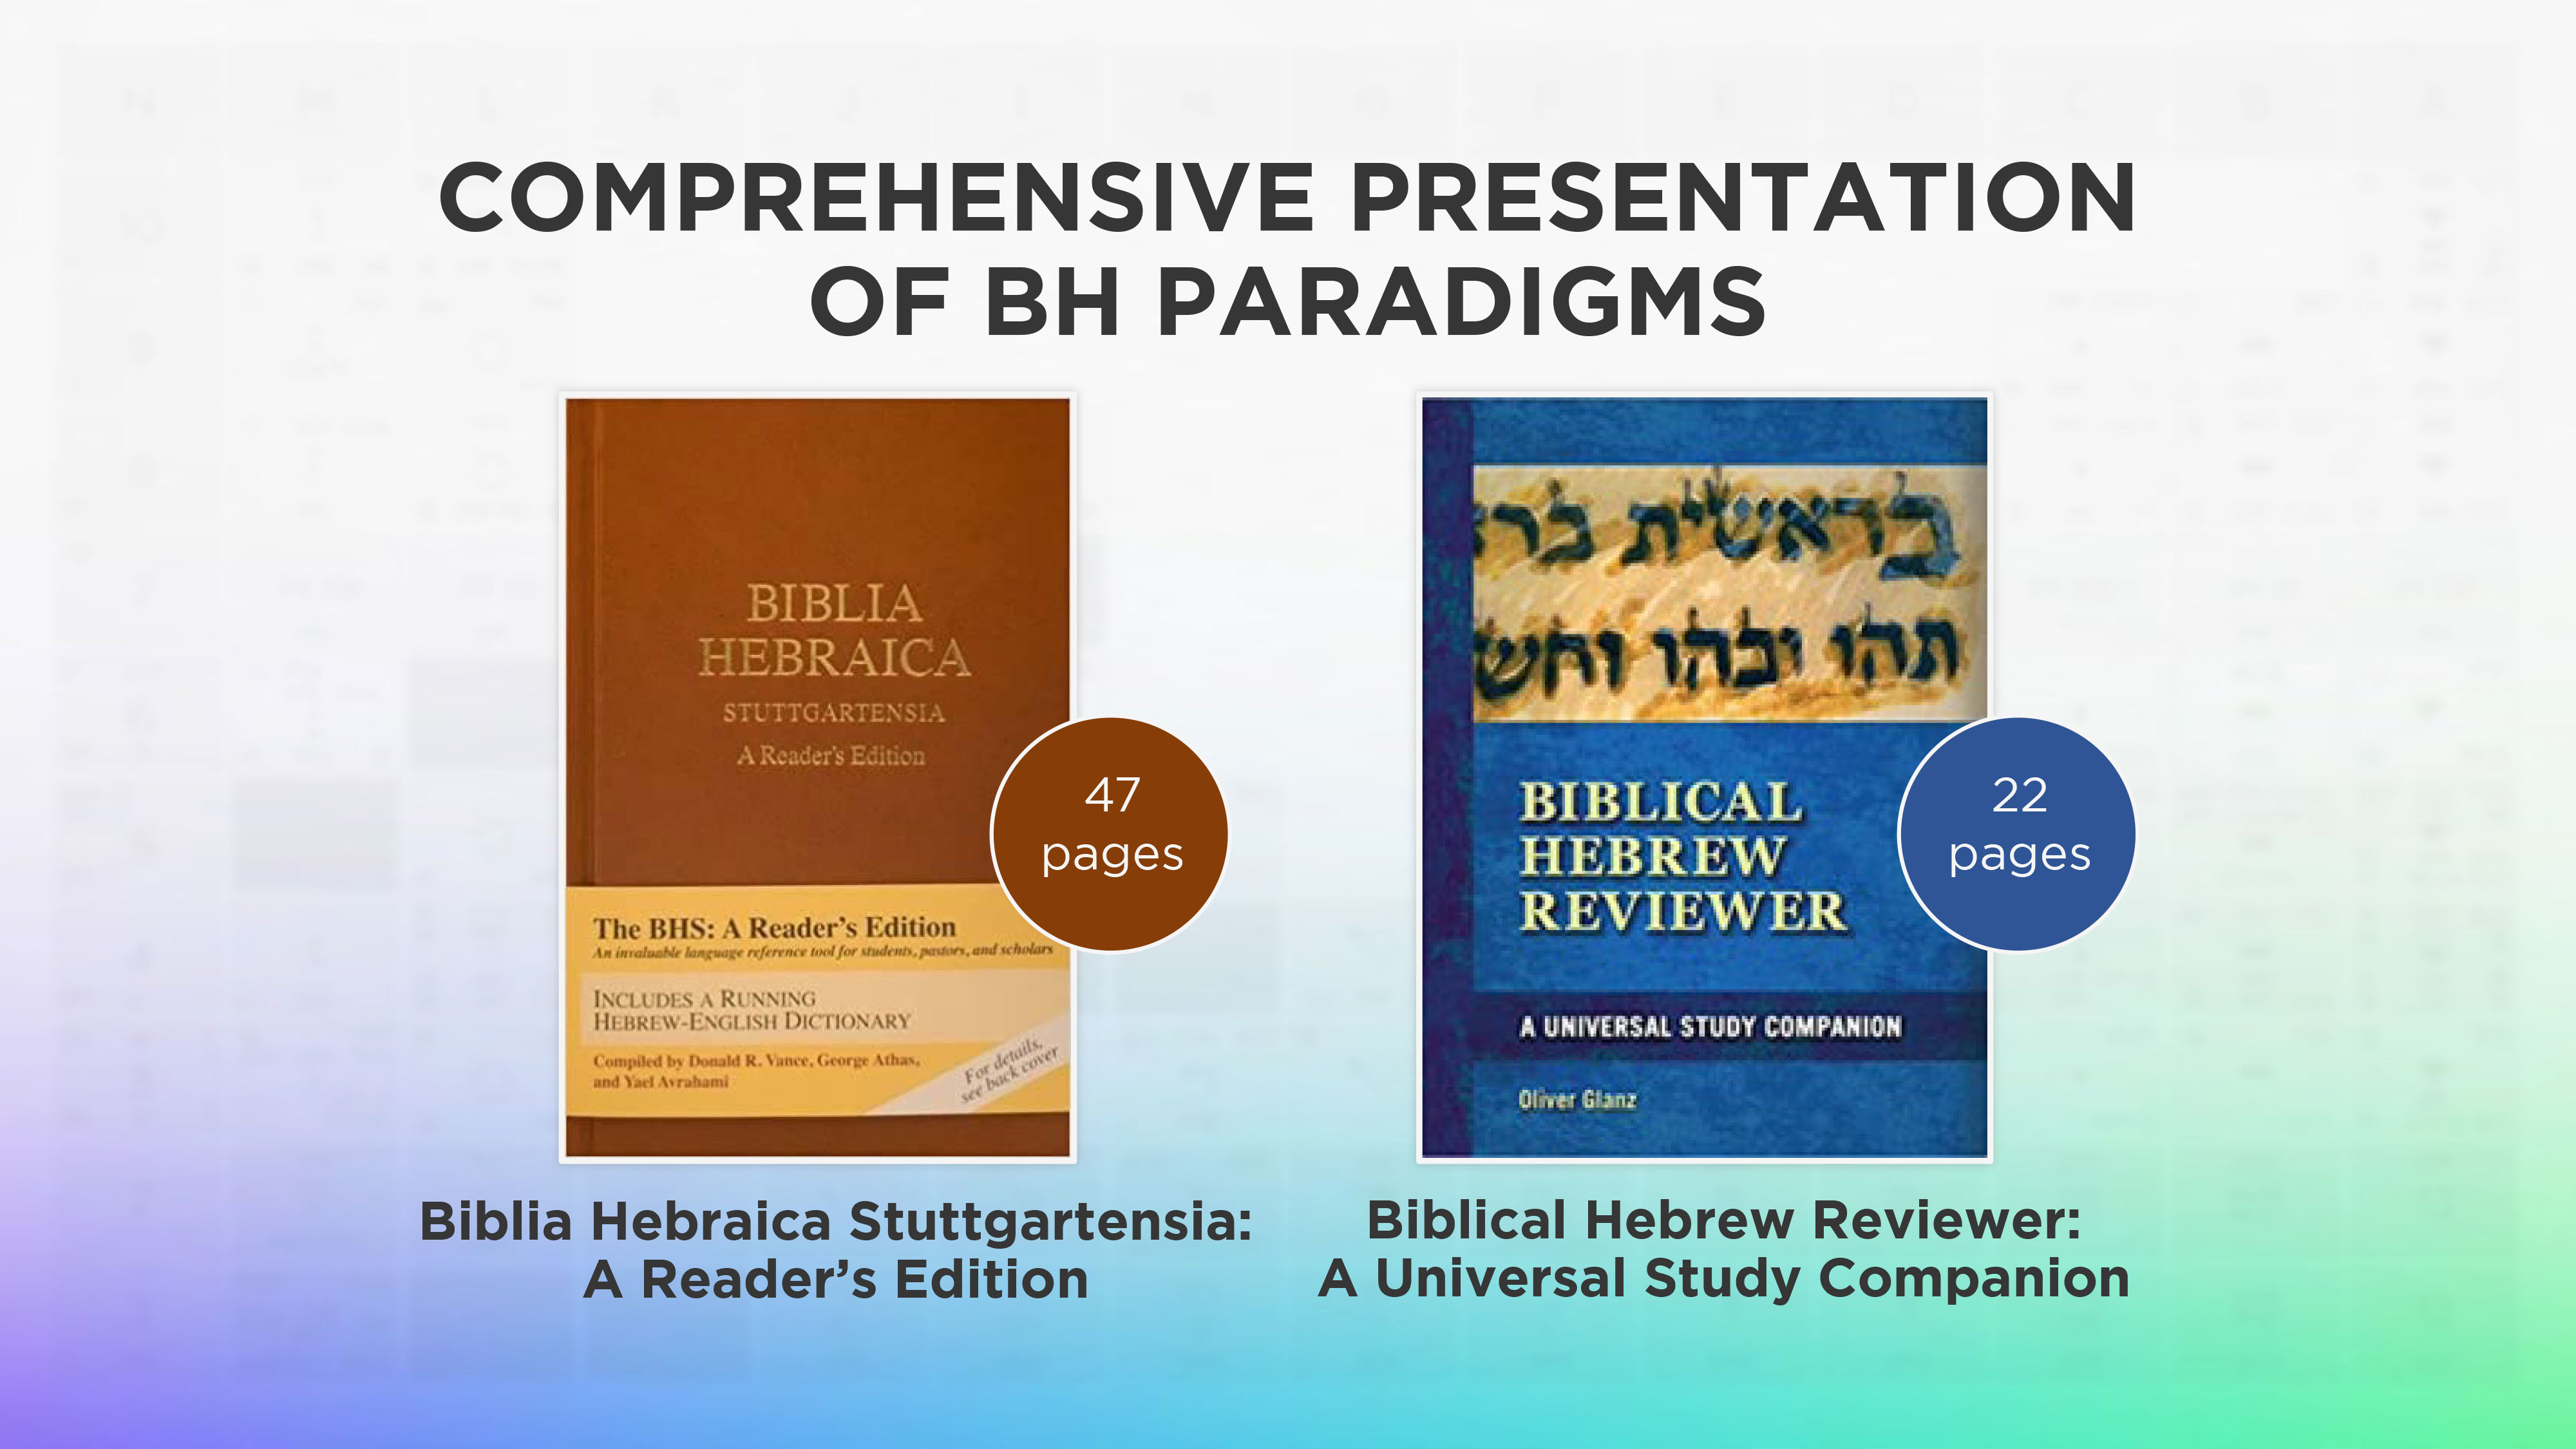 COMPREHENSIVE PRESENTATION
OF BH PARADIGMS
BIBLIA
HEBRAICA
STUTTGARTENSIA
A Reader's Edition
47
pages
The BHS: A Reader's Edition
An invaluable language reference tool for students, pastors, and scholars
INCLUDES A RUNNING
HEBREW-ENGLISH DICTIONARY
Compiled by Donald R. Vance, George Athas,
and Yael Avrahami
For details,
see back cover
Biblia Hebraica Stuttgartensia:
A Reader’s Edition
בראשית ברא
תהו ובהו וחש
BIBLICAL
HEBREW
REVIEWER
22
pages
A UNIVERSAL STUDY COMPANION
Oliver Glanz
Biblical Hebrew Reviewer:
A Universal Study Companion